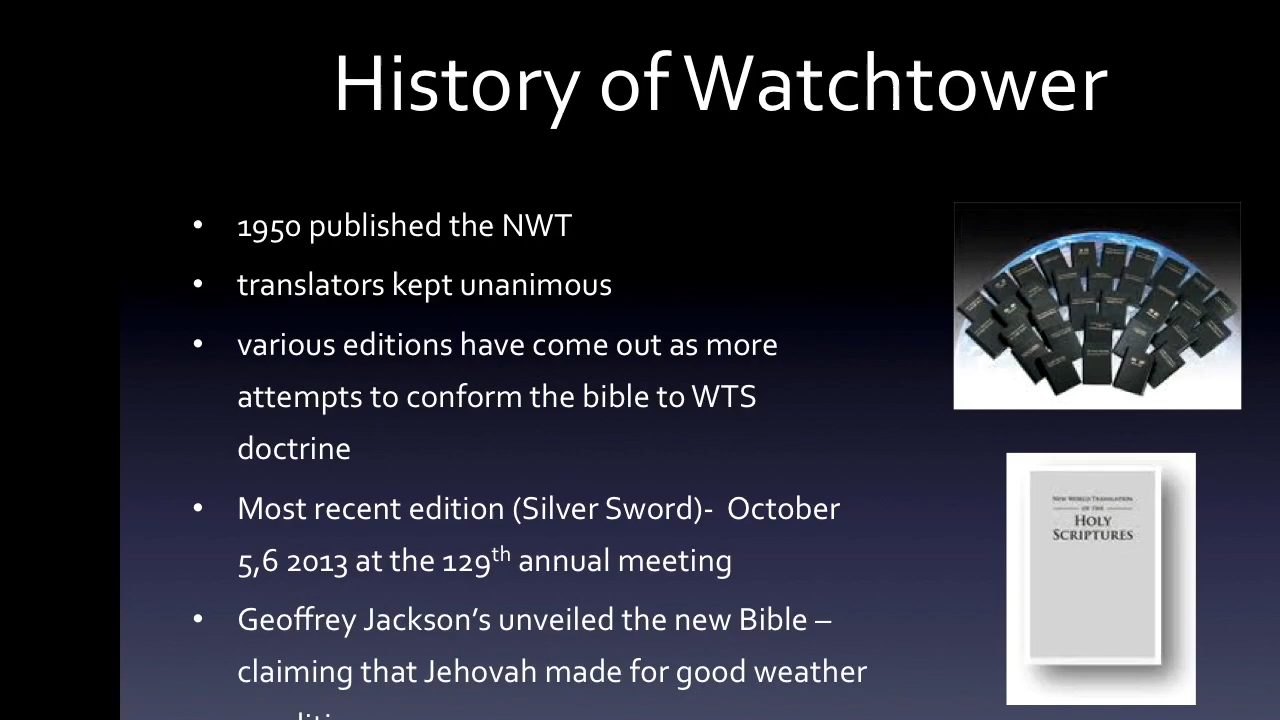 History of Watchtower
• 1950 published the NWT
• translators kept unanimous
• various editions have come out as more
attempts to conform the bible to WTS
doctrine
• Most recent edition (Silver Sword)- October
5,6 2013 at the 129th annual meeting
• Geoffrey Jackson’s unveiled the new Bible –
claiming that Jehovah made for good weather
NEW WORLD TRANSLATION
OF THE
HOLY
SCRIPTURES